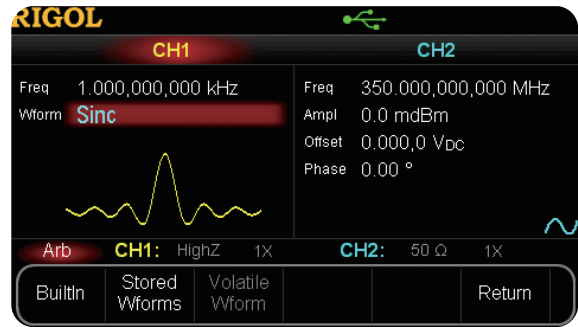 RIGOL
CH1
CH2
Freq 1.000,000,000 kHz
Wform Sinc
Freq 350.000,000,000 MHz
Ampl 0.0 mdBm
Offset 0.000,0 VDC
Phase 0.00 °
Arb CH1: HighZ 1X CH2: 50 Ω 1X
BuiltIn
Stored
Wforms
Volatile
Wform
Return